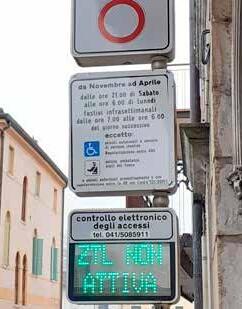 da Novembre ad Aprile
dalle ore 21.00 di Sabato
alle ore 6.00 di lunedì
festivi infrasettimanali
dalle ore 7.00 alle ore 6.00
del giorno successivo
eccetto:
controllo elettronico
degli accessi
tel. 041/5085911
ZTL NON
ATTIVA